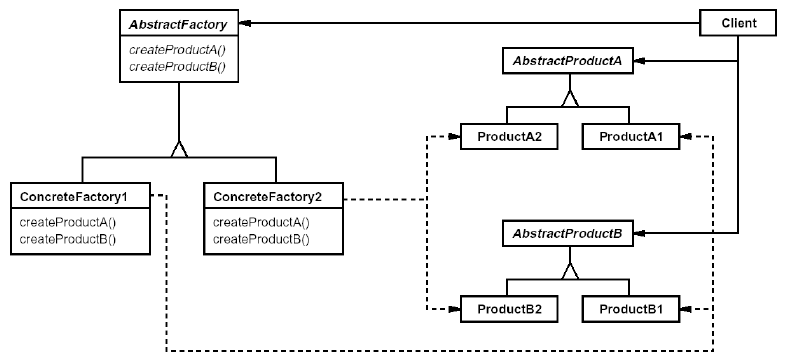 AbstractFactory
createProductA()
createProductB()
Client
AbstractProductA
ProductA2
ProductA1
ConcreteFactory1
createProductA()
createProductB()
ConcreteFactory2
createProductA()
createProductB()
AbstractProductB
ProductB2
ProductB1